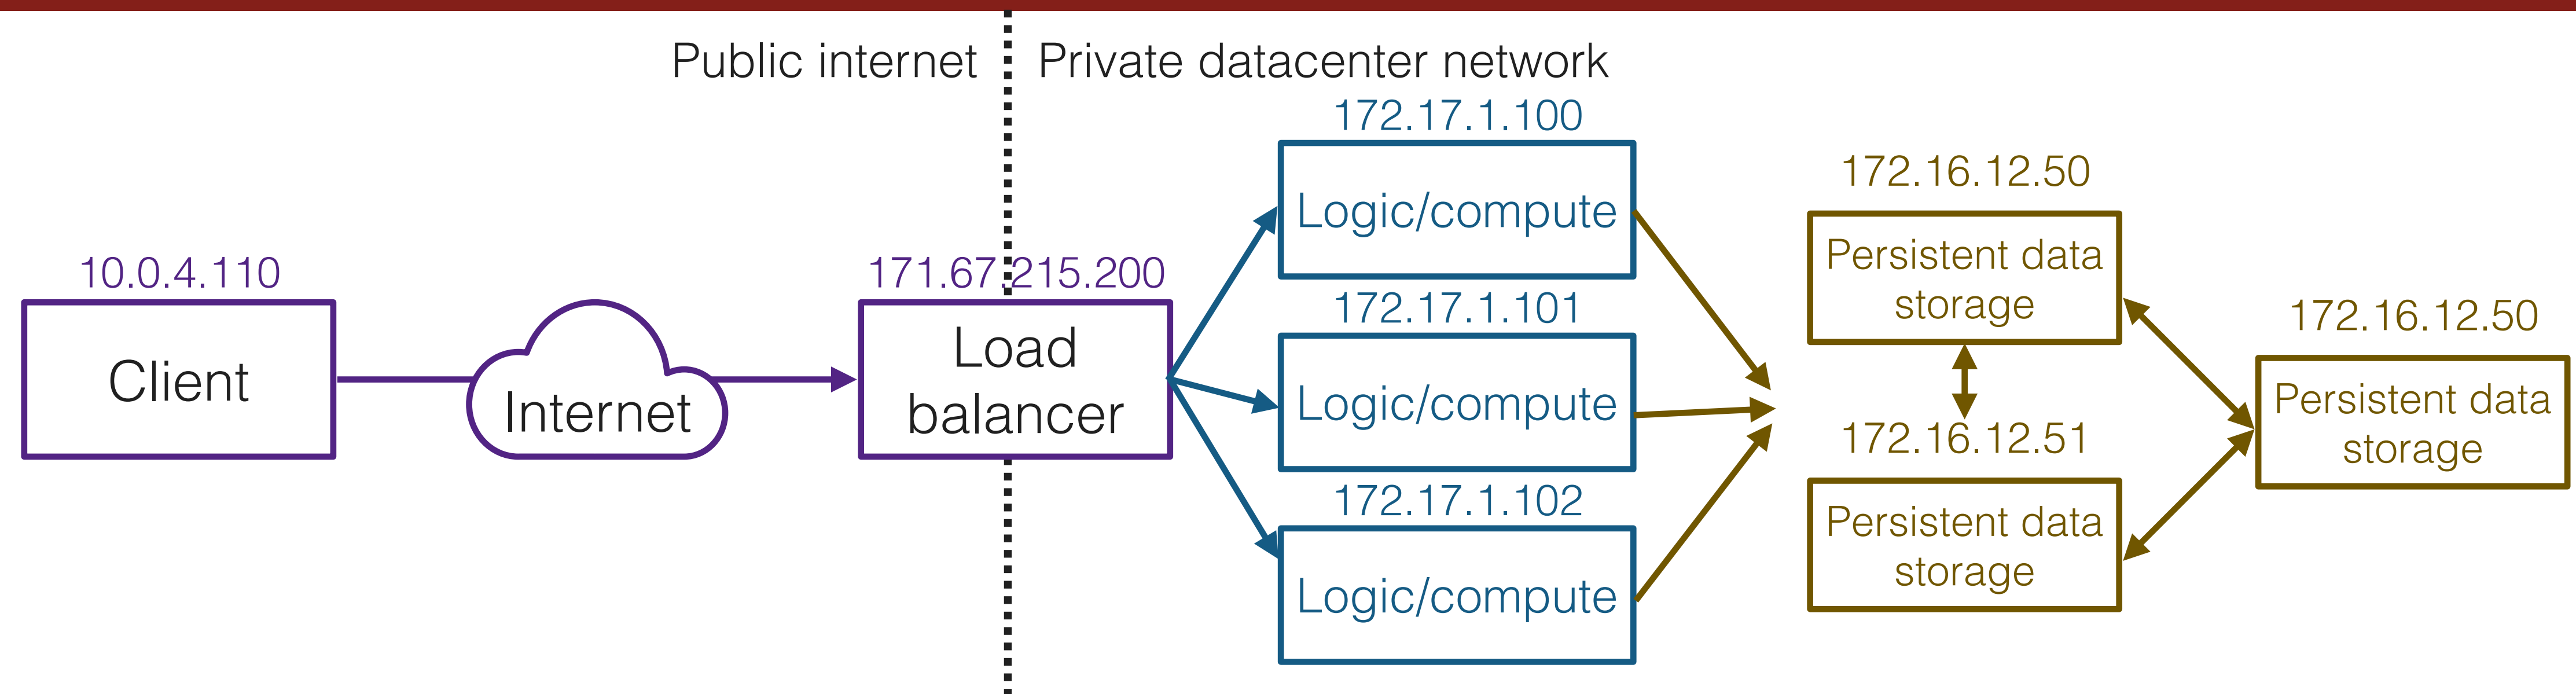 Public internet
Private datacenter network
10.0.4.110
Client
Internet
171.67.215.200
Load
balancer
172.17.1.100
Logic/compute
172.17.1.101
Logic/compute
172.17.1.102
Logic/compute
172.16.12.50
Persistent data
storage
172.16.12.51
Persistent data
storage
172.16.12.50
Persistent data
storage